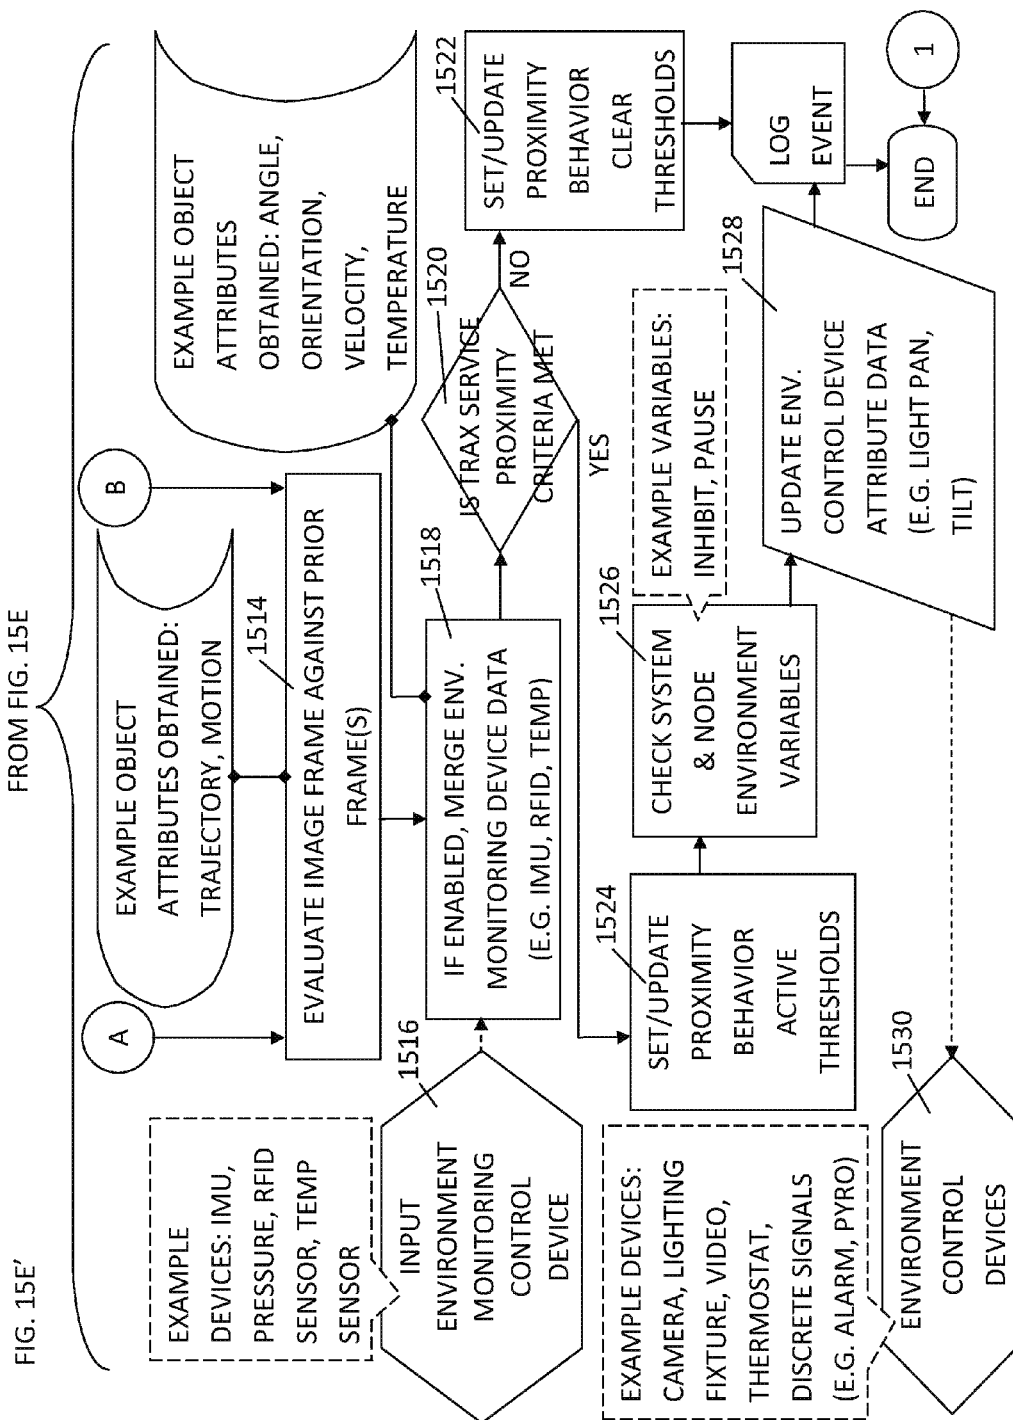 FIG. 15E'
FROM FIG. 15E
A
EXAMPLE OBJECT
ATTRIBUTES OBTAINED:
TRAJECTORY, MOTION
B
EXAMPLE OBJECT
ATTRIBUTES
OBTAINED: ANGLE,
ORIENTATION,
VELOCITY,
TEMPERATURE
1514
EVALUATE IMAGE FRAME AGAINST PRIOR
FRAME(S)
EXAMPLE
DEVICES: IMU,
PRESSURE, RFID
SENSOR, TEMP
SENSOR
1516
INPUT
ENVIRONMENT
MONITORING
CONTROL
DEVICE
1518
IF ENABLED, MERGE ENV.
MONITORING DEVICE DATA
(E.G. IMU, RFID, TEMP)
1520
IS TRAX SERVICE
PROXIMITY
CRITERIA MET
NO
YES
1522
SET/UPDATE
PROXIMITY
BEHAVIOR
CLEAR
THRESHOLDS
1524
SET/UPDATE
PROXIMITY
BEHAVIOR
ACTIVE
THRESHOLDS
1526
CHECK SYSTEM
& NODE
ENVIRONMENT
VARIABLES
EXAMPLE VARIABLES:
INHIBIT, PAUSE
1528
UPDATE ENV.
CONTROL DEVICE
ATTRIBUTE DATA
(E.G. LIGHT PAN,
TILT)
LOG
EVENT
END
1
EXAMPLE DEVICES:
CAMERA, LIGHTING
FIXTURE, VIDEO,
THERMOSTAT,
DISCRETE SIGNALS
(E.G. ALARM, PYRO)
1530
ENVIRONMENT
CONTROL
DEVICES